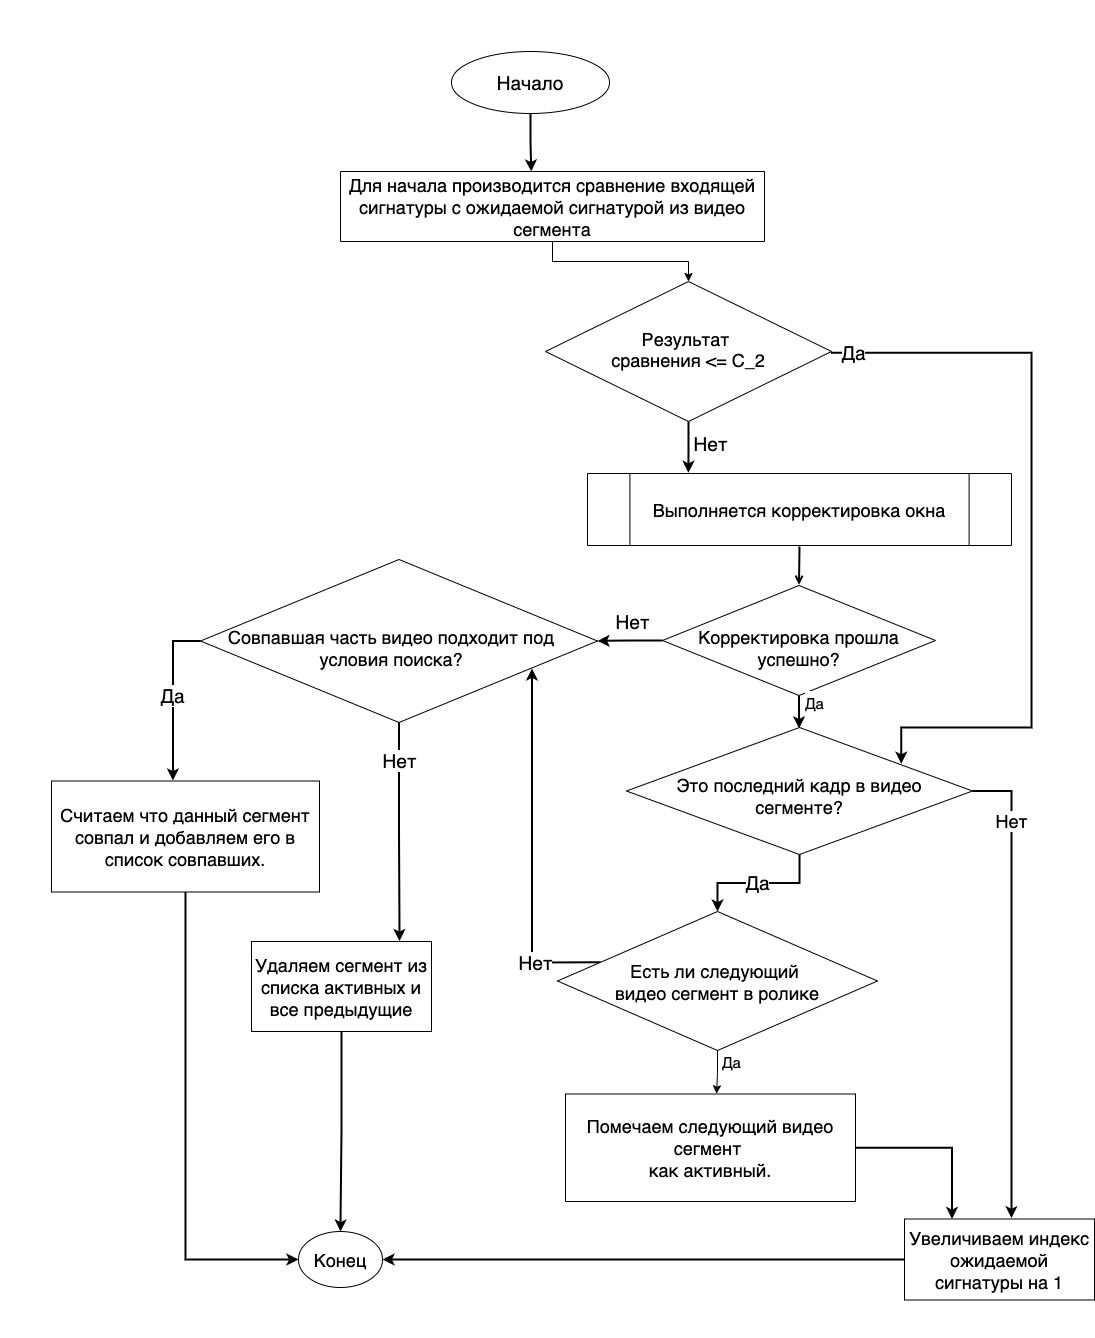 Начало
Для начала производится сравнение входящей
сигнатуры с ожидаемой сигнатурой из видео
сегмента
Результат
сравнения <= C_2
Да
Нет
Выполняется корректировка окна
Корректировка прошла
успешно?
Нет
Да
Совпавшая часть видео подходит под
условия поиска?
Да
Нет
Считаем что данный сегмент
совпал и добавляем его в
список совпавших.
Удаляем сегмент из
списка активных и
все предыдущие
Это последний кадр в видео
сегменте?
Нет
Да
Есть ли следующий
видео сегмент в ролике
Нет
Да
Помечаем следующий видео
сегмент
как активный.
Увеличиваем индекс
ожидаемой
сигнатуры на 1
Конец